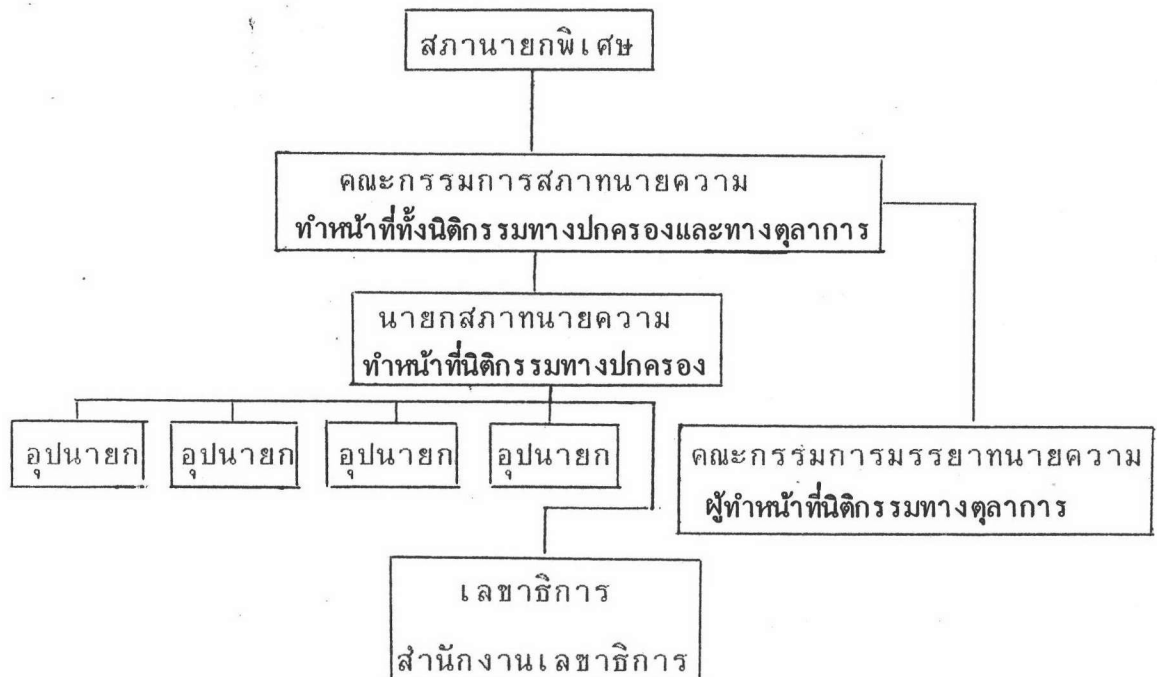 สภานายกพิเศษ
คณะกรรมการสภาทนายความ
ทำหน้าที่ทั้งนิติกรรมทางปกครองและทางตุลาการ
นายกสภาทนายความ
ทำหน้าที่นิติกรรมทางปกครอง
อุปนายก อุปนายก อุปนายก อุปนายก
คณะกรรมการมรรยาทนายความ
ผู้ทำหน้าที่นิติกรรมทางตุลาการ
เลขาธิการ
สำนักงานเลขาธิการ